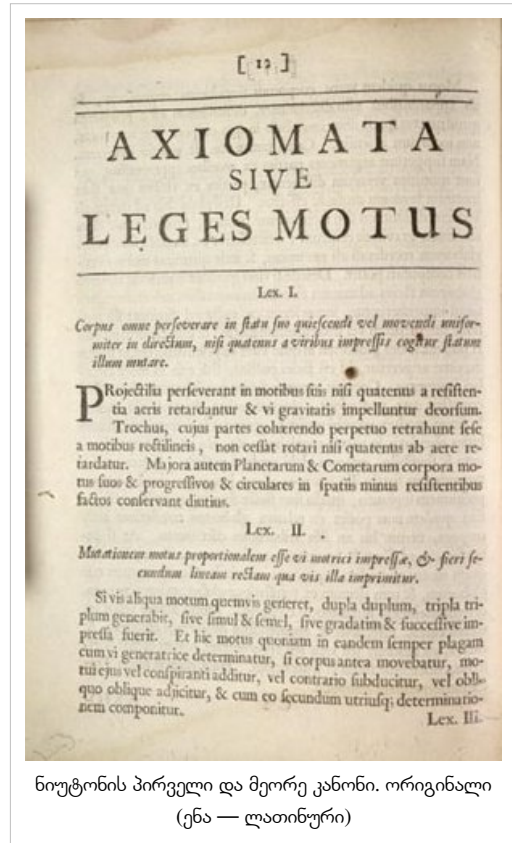 [ 12 ]
AXIOMATA
SIVE
LEGES MOTUS
Lex. I.
Corpus omne perſeverare in ſtatu ſuo quieſcendi vel movendi unifor-
miter in directum, niſi quatenus a viribus impreſſis cogitur ſtatum
illum mutare.
PRojectilia perſeverant in motibus ſuis niſi quatenus a reſiſten-
tia aeris retardantur & vi gravitatis impelluntur deorſum.
Trochus, cujus partes cohærendo perpetuo retrahunt ſeſe
a motibus rectilineis, non ceſſat rotari niſi quatenus ab aere re-
tardatur. Majora autem Planetarum & Cometarum corpora mo-
tus ſuos & progreſſivos & circulares in ſpatiis minus reſiſtentibus
factos conſervant diutius.
Lex. II.
Mutationem motus proportionalem eſſe vi motrici impreſſæ, & fieri ſe-
cundum lineam rectam qua vis illa imprimitur.
Si vis aliqua motum quemvis generet, dupla duplum, tripla tri-
plum generabit, ſive ſimul & ſemel, ſive gradatim & ſucceſſive im-
preſſa fuerit. Et hic motus quoniam in eandem ſemper plagam
cum vi generatrice determinatur, ſi corpus antea movebatur, mo-
tui ejus vel conſpiranti additur, vel contrario ſubducitur, vel obli-
quo oblique adjicitur, & cum eo ſecundum utriuſq; determinatio-
nem componitur.
Lex. III.
ნიუტონის პირველი და მეორე კანონი. ორიგინალი
(ენა — ლათინური)